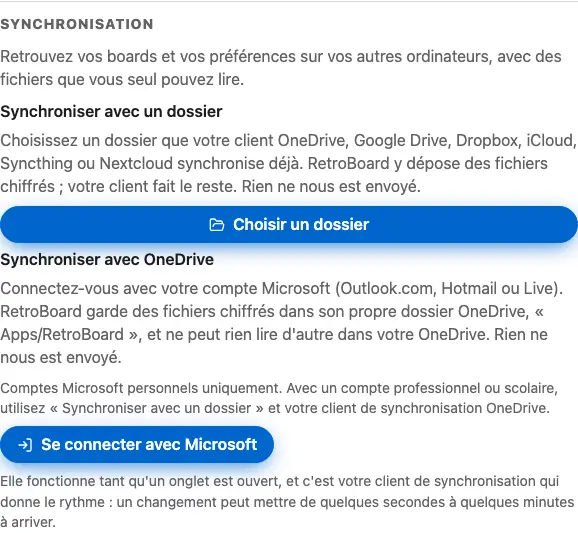 SYNCHRONISATION
Retrouvez vos boards et vos préférences sur vos autres ordinateurs, avec des
fichiers que vous seul pouvez lire.
Synchroniser avec un dossier
Choisissez un dossier que votre client OneDrive, Google Drive, Dropbox, iCloud,
Syncthing ou Nextcloud synchronise déjà. RetroBoard y dépose des fichiers
chiffrés ; votre client fait le reste. Rien ne nous est envoyé.
Choisir un dossier
Synchroniser avec OneDrive
Connectez-vous avec votre compte Microsoft (Outlook.com, Hotmail ou Live).
RetroBoard garde des fichiers chiffrés dans son propre dossier OneDrive, «
Apps/RetroBoard », et ne peut rien lire d'autre dans votre OneDrive. Rien ne
nous est envoyé.
Comptes Microsoft personnels uniquement. Avec un compte professionnel ou scolaire,
utilisez « Synchroniser avec un dossier » et votre client de synchronisation OneDrive.
Se connecter avec Microsoft
Elle fonctionne tant qu'un onglet est ouvert, et c'est votre client de synchronisation qui
donne le rythme : un changement peut mettre de quelques secondes à quelques minutes
à arriver.